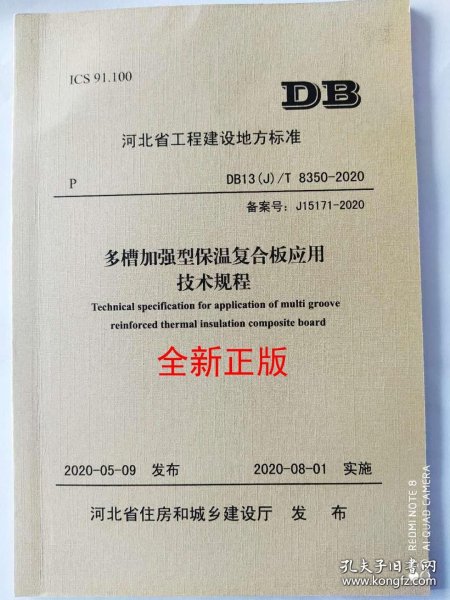 ICS 91.100
DB
河北省工程建设地方标准
P
DB13(J)/T 8350-2020
备案号: J15171-2020
多槽加强型保温复合板应用
技术规程
Technical specification for application of multi groove
reinforced thermal insulation composite board
全新正版
2020-05-09 发布
2020-08-01 实施
河北省住房和城乡建设厅 发 布
REDMI NOTE 8
AI QUAD CAMERA
孔夫子旧书网
www.kongfz.com